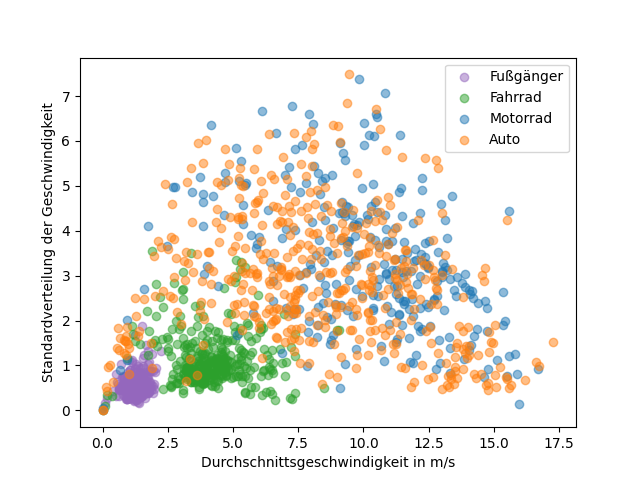 Fußgänger
Fahrrad
Motorrad
Auto
7
6
5
4
3
2
1
0
Standardverteilung der Geschwindigkeit
0.0 2.5 5.0 7.5 10.0 12.5 15.0 17.5
Durchschnittsgeschwindigkeit in m/s